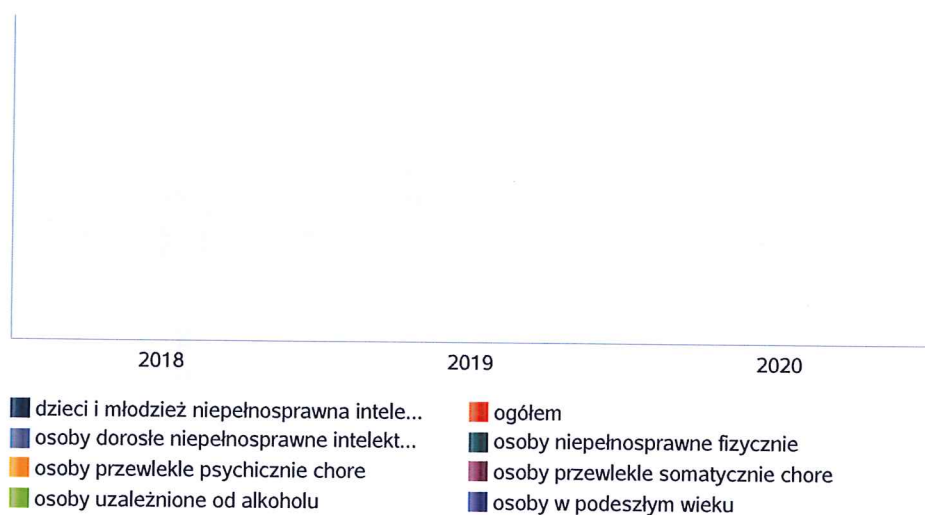 2018 2019 2020
dzieci i młodzież niepełnosprawna intele...
osoby dorosłe niepełnosprawne intelekt...
osoby przewlekle psychicznie chore
osoby uzależnione od alkoholu
ogółem
osoby niepełnosprawne fizycznie
osoby przewlekle somatycznie chore
osoby w podeszłym wieku